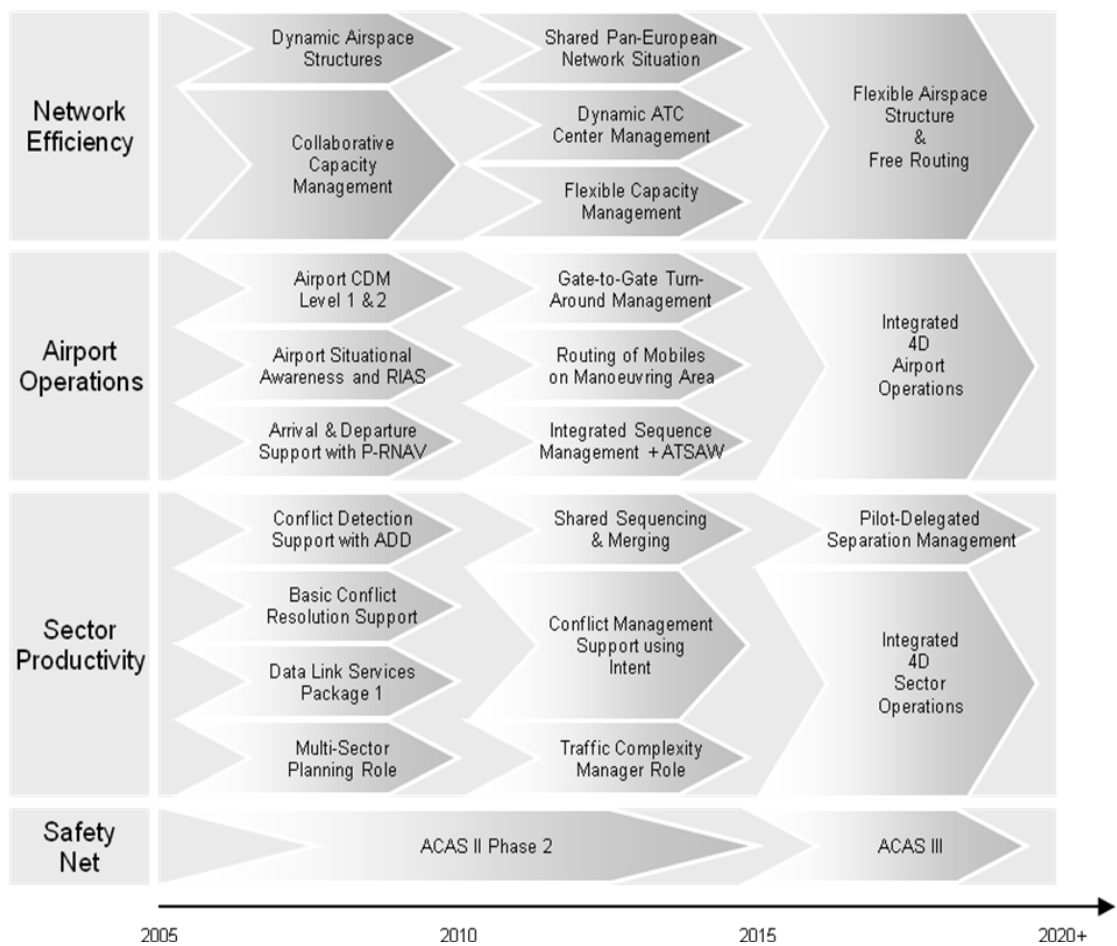 Network
Efficiency
Dynamic Airspace
Structures
Collaborative
Capacity
Management
Shared Pan-European
Network Situation
Dynamic ATC
Center Management
Flexible Capacity
Management
Flexible Airspace
Structure
&
Free Routing
Airport
Operations
Airport CDM
Level 1 & 2
Airport Situational
Awareness and RIAS
Arrival & Departure
Support with P-RNAV
Gate-to-Gate Turn-
Around Management
Routing of Mobiles
on Manoeuvring Area
Integrated Sequence
Management + ATSAW
Integrated
4D
Airport
Operations
Sector
Productivity
Conflict Detection
Support with ADD
Basic Conflict
Resolution Support
Data Link Services
Package 1
Multi-Sector
Planning Role
Shared Sequencing
& Merging
Conflict Management
Support using
Intent
Traffic Complexity
Manager Role
Pilot-Delegated
Separation Management
Integrated
4D
Sector
Operations
Safety
Net
ACAS II Phase 2
ACAS III
2005
2010
2015
2020+